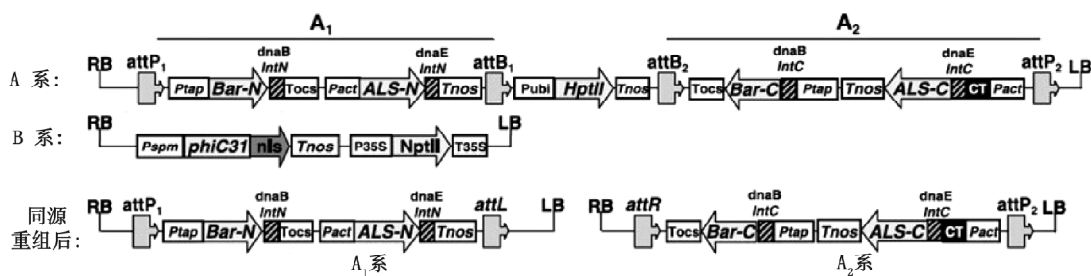 A₁ A₂
RB attP₁ dnaB IntN dnaE IntN attB₁ attB₂ dnaB IntC dnaE IntC attP₂ LB
A 系: Ptap Bar-N Tocs Pact ALS-N Tnos Pubi HptII Tnos Tocs Bar-C Ptap Tnos ALS-C CT Pact
RB LB
B 系: Pspm phiC31 nls Tnos P35S NptII T35S
RB attP₁ dnaB IntN dnaE IntN attL LB RB attR dnaB IntC dnaE IntC attP₂ LB
同源
重组后: Ptap Bar-N Tocs Pact ALS-N Tnos Tocs Bar-C Ptap Tnos ALS-C CT Pact
A₁系 A₂系